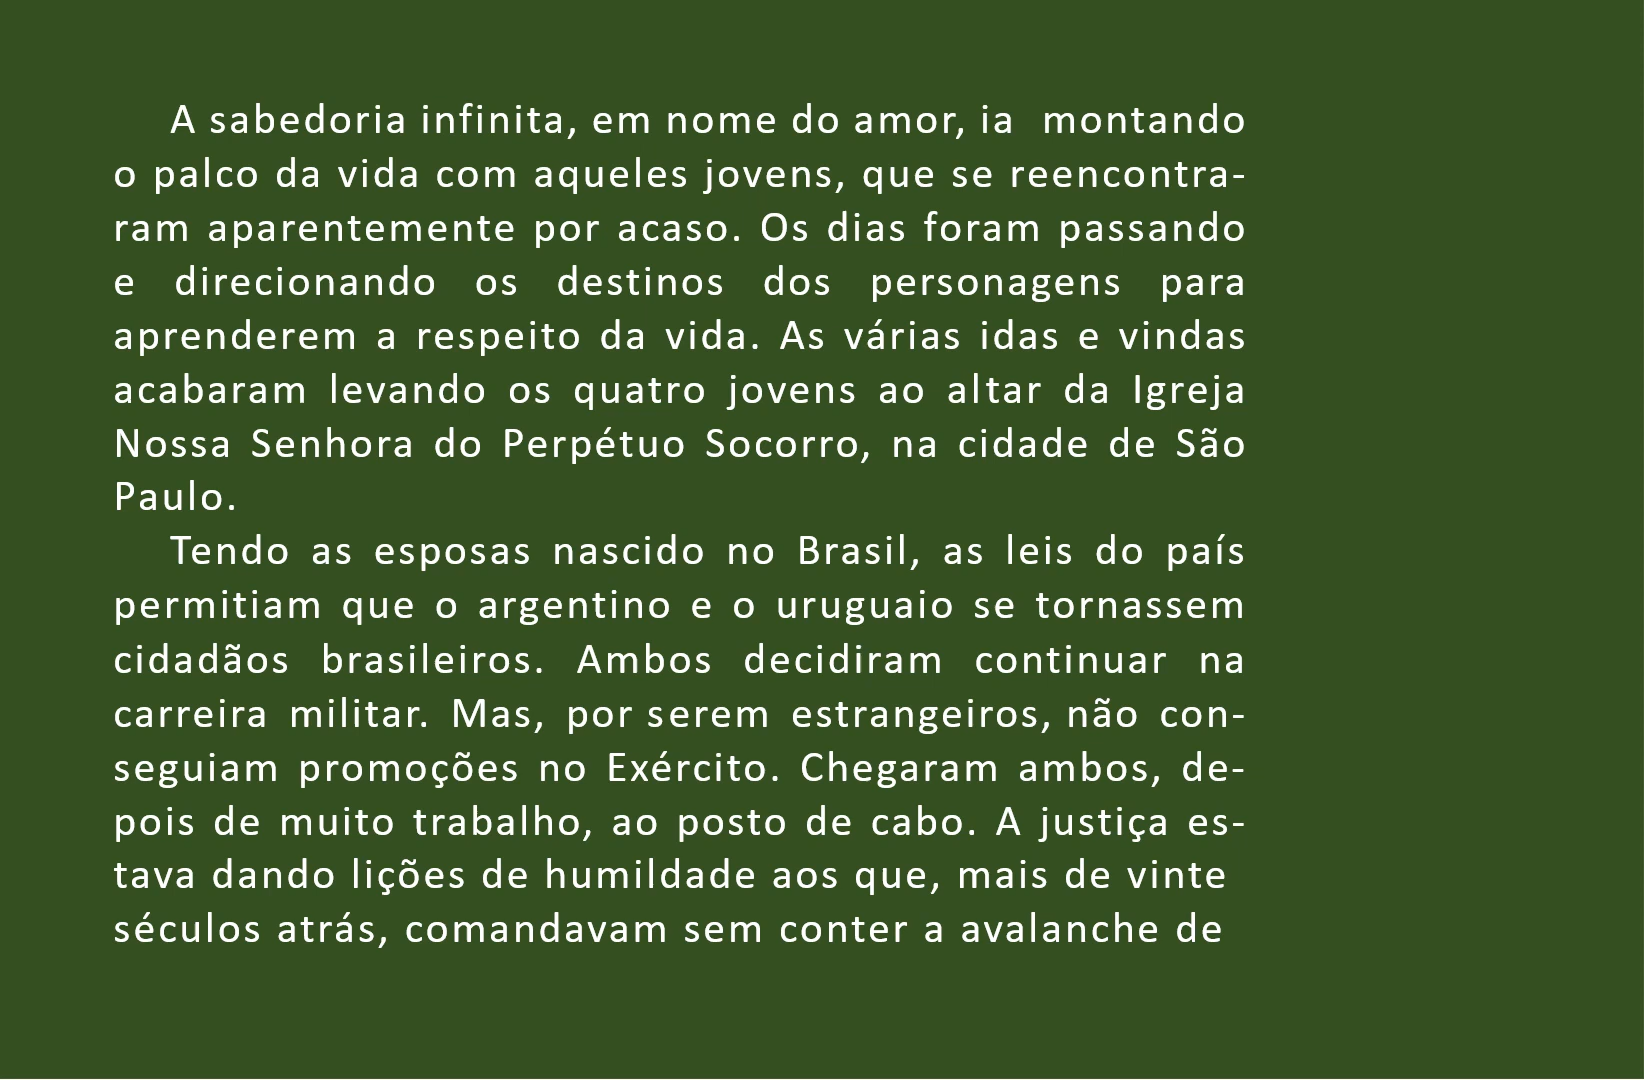 A sabedoria infinita, em nome do amor, ia montando
o palco da vida com aqueles jovens, que se reencontra-
ram aparentemente por acaso. Os dias foram passando
e direcionando os destinos dos personagens para
aprenderem a respeito da vida. As várias idas e vindas
acabaram levando os quatro jovens ao altar da Igreja
Nossa Senhora do Perpétuo Socorro, na cidade de São
Paulo.
Tendo as esposas nascido no Brasil, as leis do país
permitiam que o argentino e o uruguaio se tornassem
cidadãos brasileiros. Ambos decidiram continuar na
carreira militar. Mas, por serem estrangeiros, não con-
seguiam promoções no Exército. Chegaram ambos, de-
pois de muito trabalho, ao posto de cabo. A justiça es-
tava dando lições de humildade aos que, mais de vinte
séculos atrás, comandavam sem conter a avalanche de